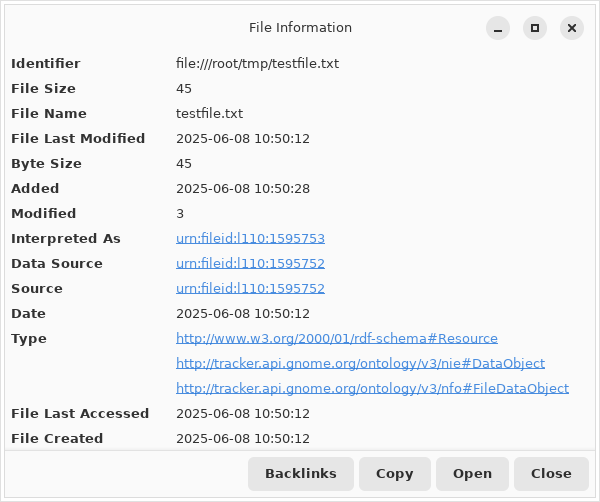 File Information
Identifier file:///root/tmp/testfile.txt
File Size 45
File Name testfile.txt
File Last Modified 2025-06-08 10:50:12
Byte Size 45
Added 2025-06-08 10:50:28
Modified 3
Interpreted As urn:fileid:l110:1595753
Data Source urn:fileid:l110:1595752
Source urn:fileid:l110:1595752
Date 2025-06-08 10:50:12
Type http://www.w3.org/2000/01/rdf-schema#Resource
http://tracker.api.gnome.org/ontology/v3/nie#DataObject
http://tracker.api.gnome.org/ontology/v3/nfo#FileDataObject
File Last Accessed 2025-06-08 10:50:12
File Created 2025-06-08 10:50:12
Backlinks Copy Open Close